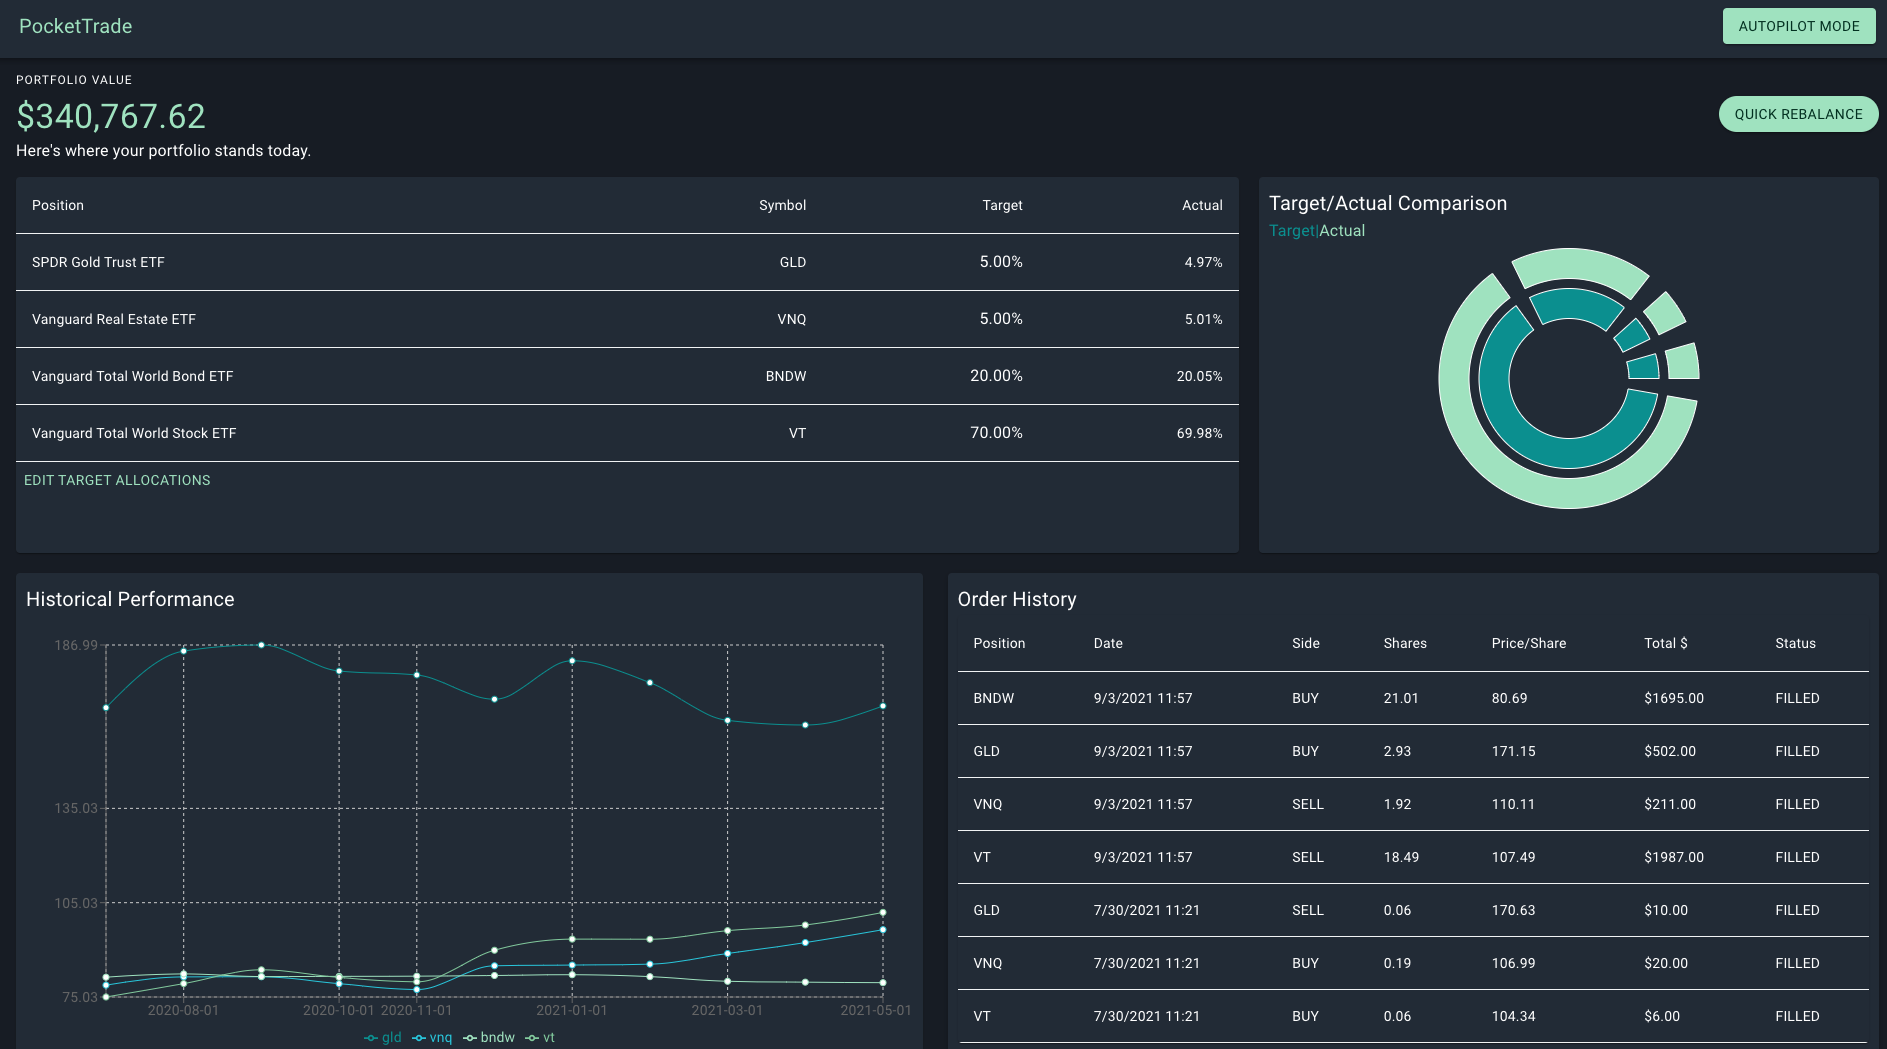 PocketTrade
AUTOPILOT MODE
PORTFOLIO VALUE
$340,767.62
QUICK REBALANCE
Here's where your portfolio stands today.
Position Symbol Target Actual
SPDR Gold Trust ETF GLD 5.00% 4.97%
Vanguard Real Estate ETF VNQ 5.00% 5.01%
Vanguard Total World Bond ETF BNDW 20.00% 20.05%
Vanguard Total World Stock ETF VT 70.00% 69.98%
EDIT TARGET ALLOCATIONS
Target/Actual Comparison
Target|Actual
Historical Performance
186.99
135.03
105.03
75.03
2020-08-01 2020-10-01 2020-11-01 2021-01-01 2021-03-01 2021-05-01
gld vnq bndw vt
Order History
Position Date Side Shares Price/Share Total $ Status
BNDW 9/3/2021 11:57 BUY 21.01 80.69 $1695.00 FILLED
GLD 9/3/2021 11:57 BUY 2.93 171.15 $502.00 FILLED
VNQ 9/3/2021 11:57 SELL 1.92 110.11 $211.00 FILLED
VT 9/3/2021 11:57 SELL 18.49 107.49 $1987.00 FILLED
GLD 7/30/2021 11:21 SELL 0.06 170.63 $10.00 FILLED
VNQ 7/30/2021 11:21 BUY 0.19 106.99 $20.00 FILLED
VT 7/30/2021 11:21 BUY 0.06 104.34 $6.00 FILLED